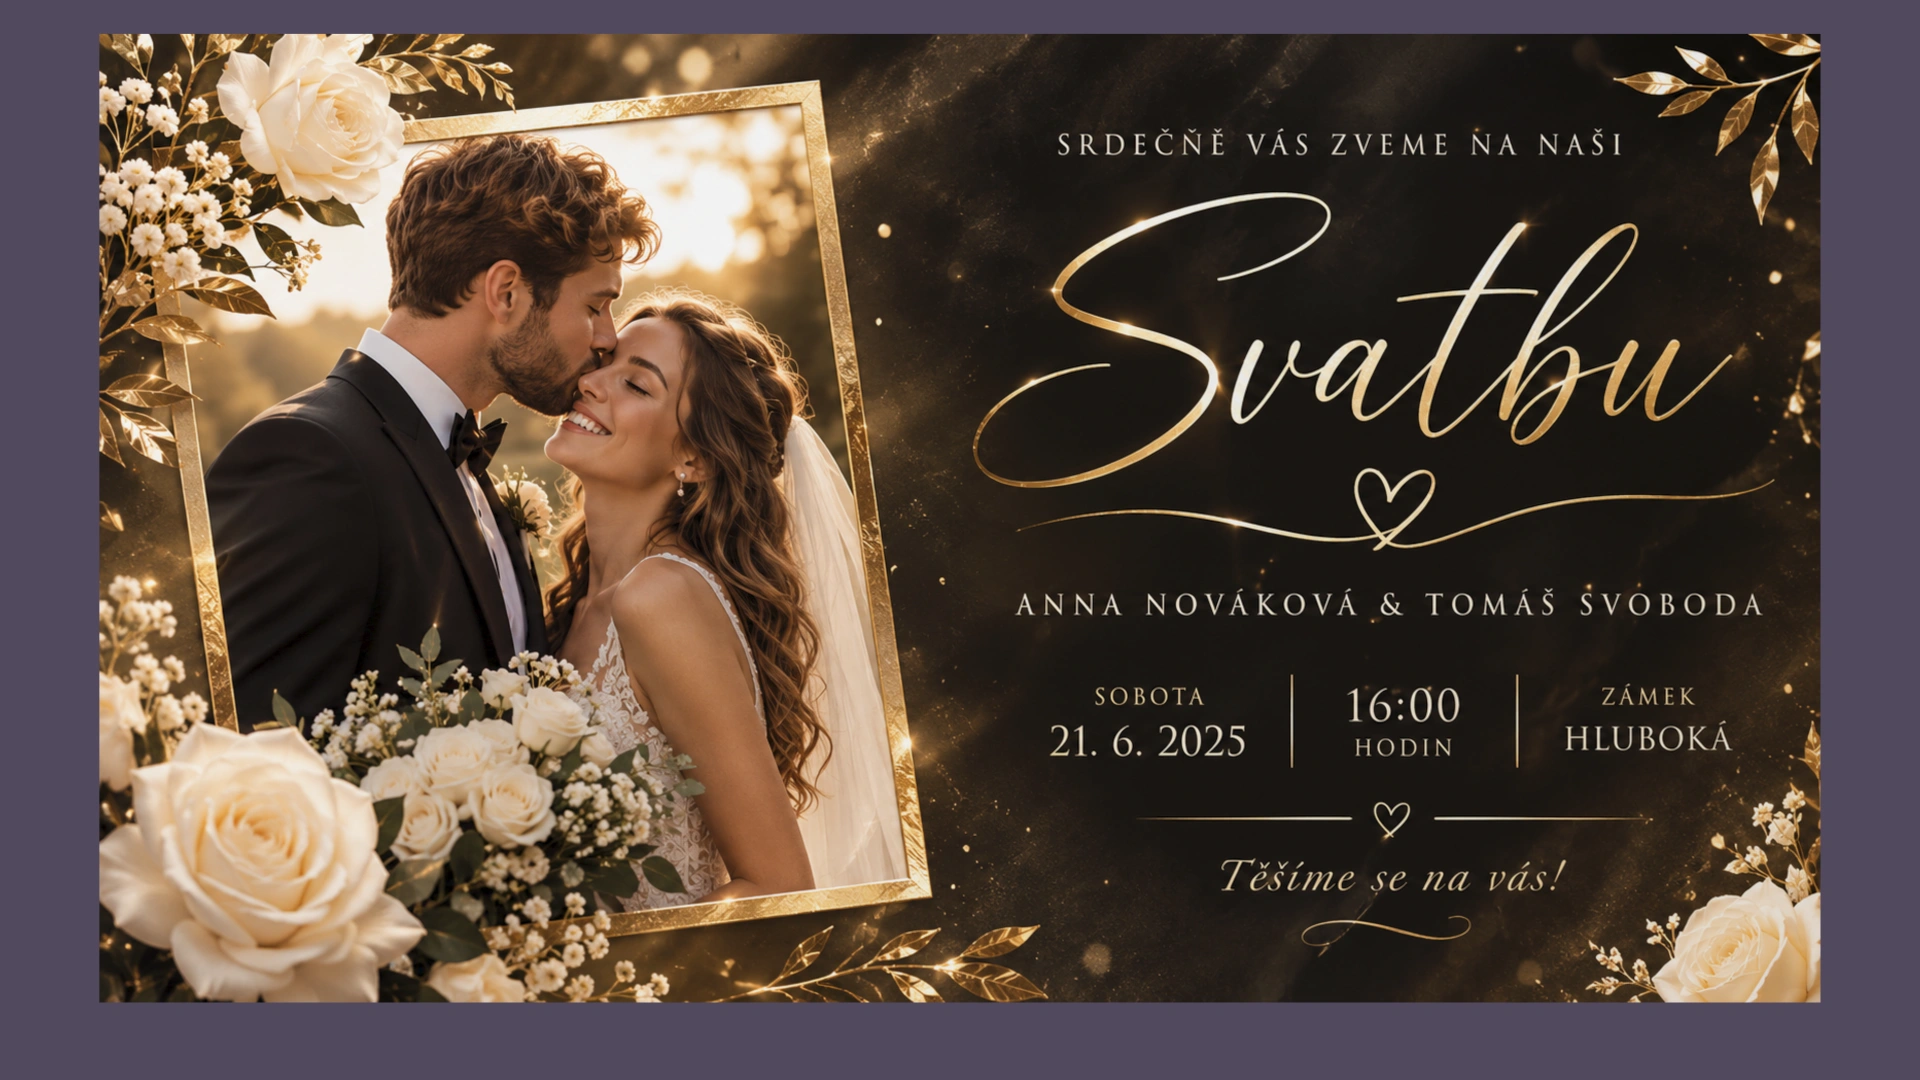 SRDEČŇĚ VÁS ZVEME NA NAŠI
Svatbu
ANNA NOVÁKOVÁ & TOMÁŠ SVOBODA
SOBOTA
21. 6. 2025
16:00
HODIN
ZÁMEK
HLUBOKÁ
Těšíme se na vás!